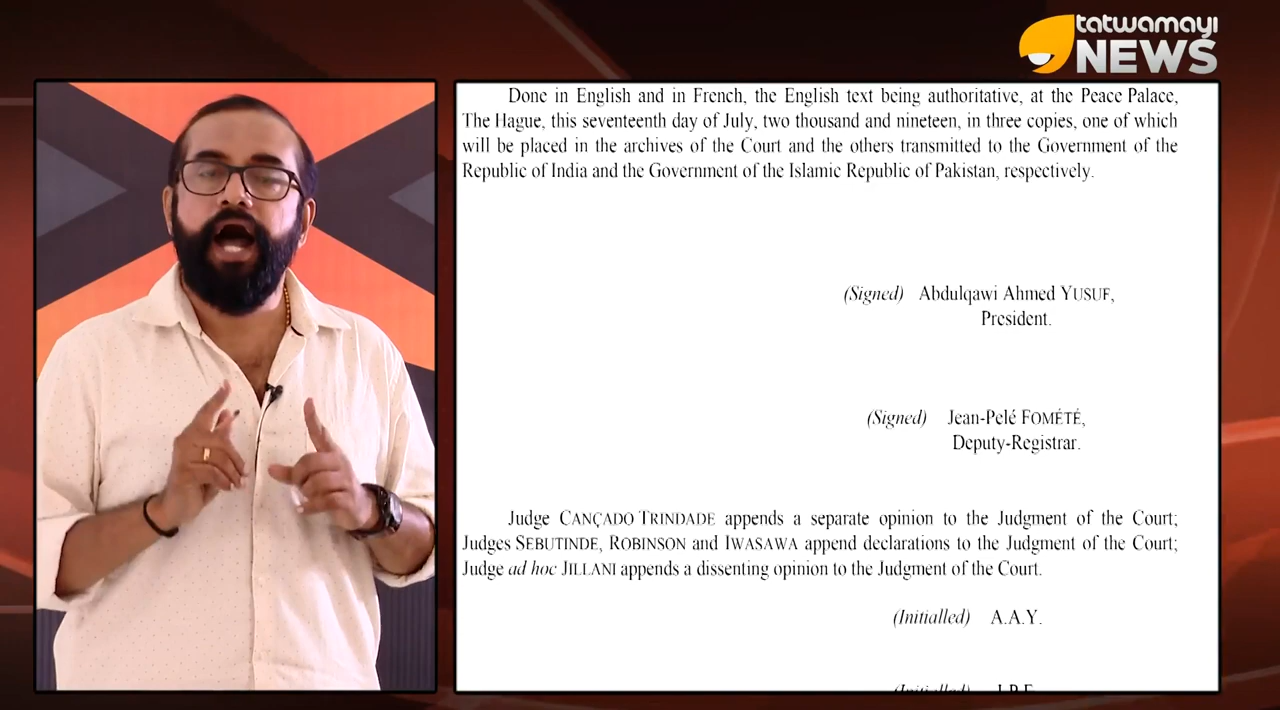 tatwamayi
NEWS
Done in English and in French, the English text being authoritative, at the Peace Palace,
The Hague, this seventeenth day of July, two thousand and nineteen, in three copies, one of which
will be placed in the archives of the Court and the others transmitted to the Government of the
Republic of India and the Government of the Islamic Republic of Pakistan, respectively.
(Signed) Abdulqawi Ahmed YUSUF,
President.
(Signed) Jean-Pelé FOMÉTÉ,
Deputy-Registrar.
Judge CANÇADO TRINDADE appends a separate opinion to the Judgment of the Court;
Judges SEBUTINDE, ROBINSON and IWASAWA append declarations to the Judgment of the Court;
Judge ad hoc JILLANI appends a dissenting opinion to the Judgment of the Court.
(Initialled) A.A.Y.
(Initialled)